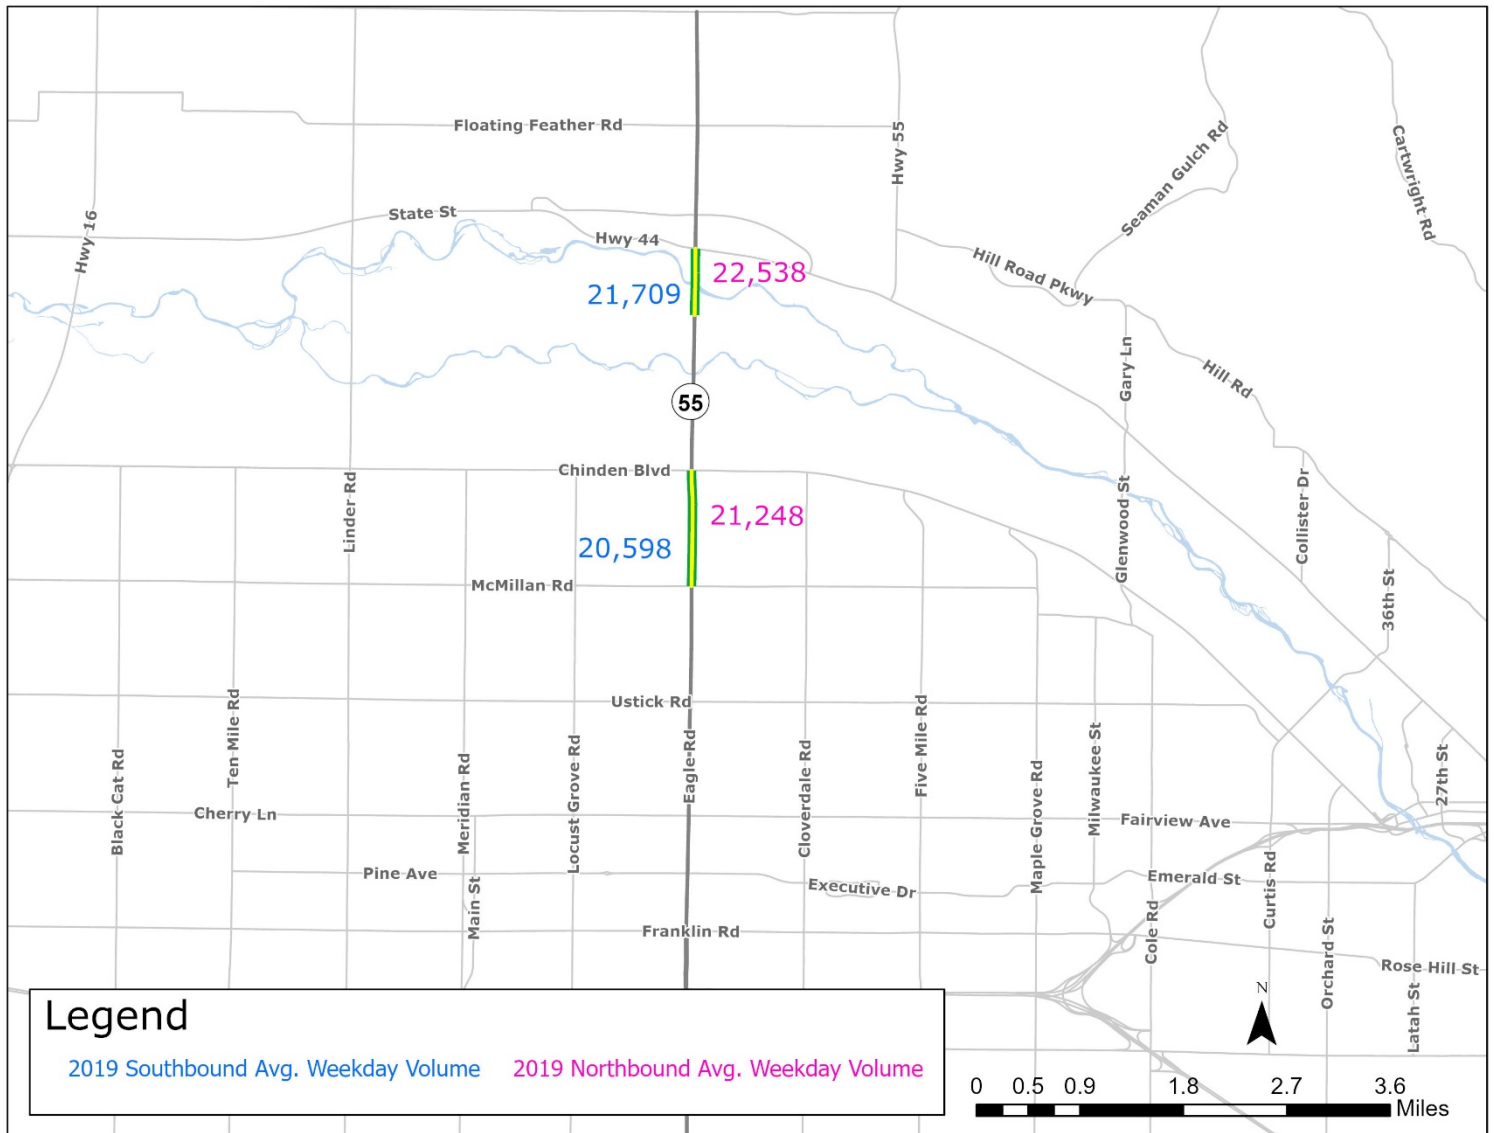 Floating Feather Rd
Hwy 55
Seaman Gulch Rd
Cartwright Rd
State St
Hwy 16
Hwy 44
22,538
21,709
Hill Road Pkwy
Gary Ln
Hill Rd
55
Chinden Blvd
Linder Rd
21,248
20,598
Glenwood St
Collister Dr
36th St
McMillan Rd
Ustick Rd
Black Cat Rd
Ten Mile Rd
Meridian Rd
Locust Grove Rd
Eagle Rd
Cloverdale Rd
Five Mile Rd
Maple Grove Rd
Milwaukee St
27th St
Cherry Ln
Fairview Ave
Pine Ave
Executive Dr
Emerald St
Main St
Cole Rd
Curtis Rd
Orchard St
Franklin Rd
Rose Hill St
Latah St
N
Legend
2019 Southbound Avg. Weekday Volume 2019 Northbound Avg. Weekday Volume
0 0.5 0.9 1.8 2.7 3.6
Miles